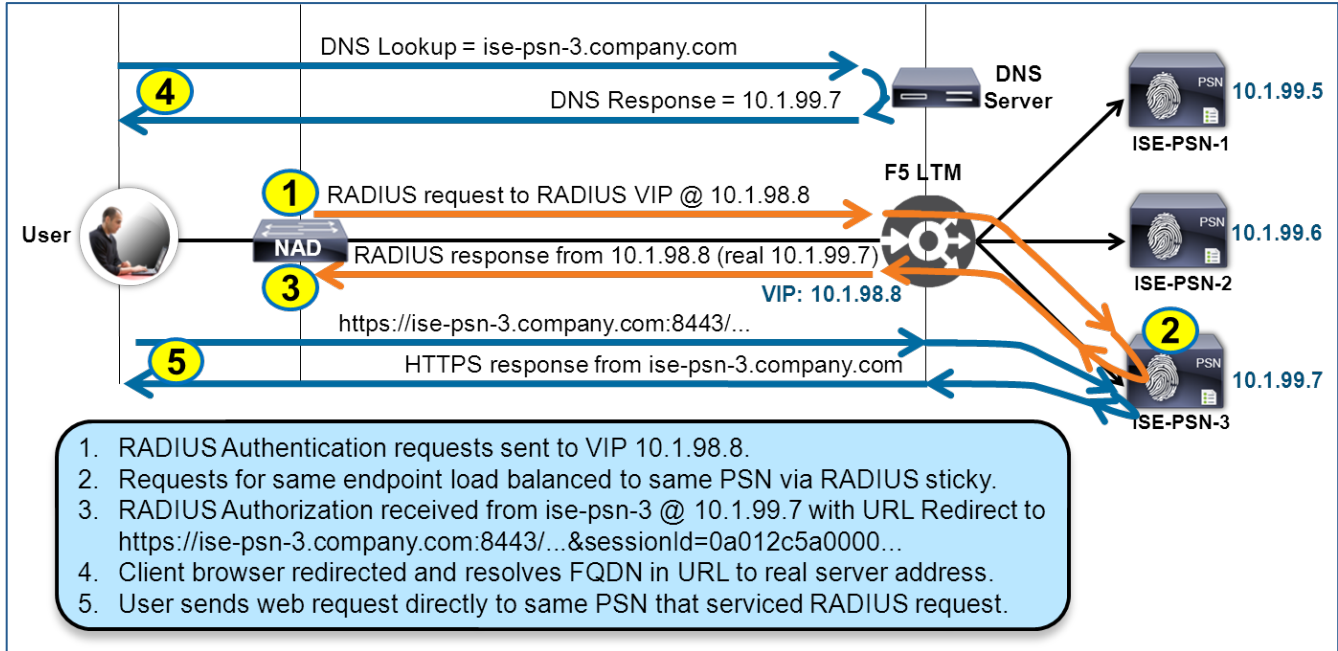 DNS Lookup = ise-psn-3.company.com
4
DNS Response = 10.1.99.7
DNS
Server
PSN
10.1.99.5
ISE-PSN-1
1
RADIUS request to RADIUS VIP @ 10.1.98.8
F5 LTM
User
NAD
PSN
10.1.99.6
ISE-PSN-2
RADIUS response from 10.1.98.8 (real 10.1.99.7)
3
VIP: 10.1.98.8
2
https://ise-psn-3.company.com:8443/...
5
HTTPS response from ise-psn-3.company.com
PSN
10.1.99.7
ISE-PSN-3
1. RADIUS Authentication requests sent to VIP 10.1.98.8.
2. Requests for same endpoint load balanced to same PSN via RADIUS sticky.
3. RADIUS Authorization received from ise-psn-3 @ 10.1.99.7 with URL Redirect to
https://ise-psn-3.company.com:8443/...&sessionId=0a012c5a0000...
4. Client browser redirected and resolves FQDN in URL to real server address.
5. User sends web request directly to same PSN that serviced RADIUS request.